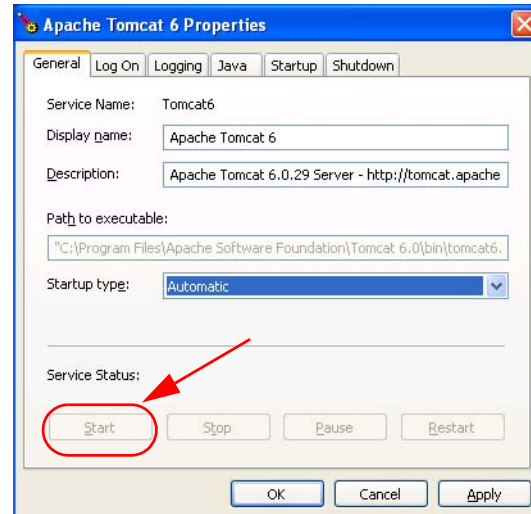 Apache Tomcat 6 Properties
General Log On Logging Java Startup Shutdown
Service Name: Tomcat6
Display name: Apache Tomcat 6
Description: Apache Tomcat 6.0.29 Server - http://tomcat.apache
Path to executable:
"C:\Program Files\Apache Software Foundation\Tomcat 6.0\bin\tomcat6.
Startup type: Automatic
Service Status:
Start Stop Pause Restart
OK Cancel Apply